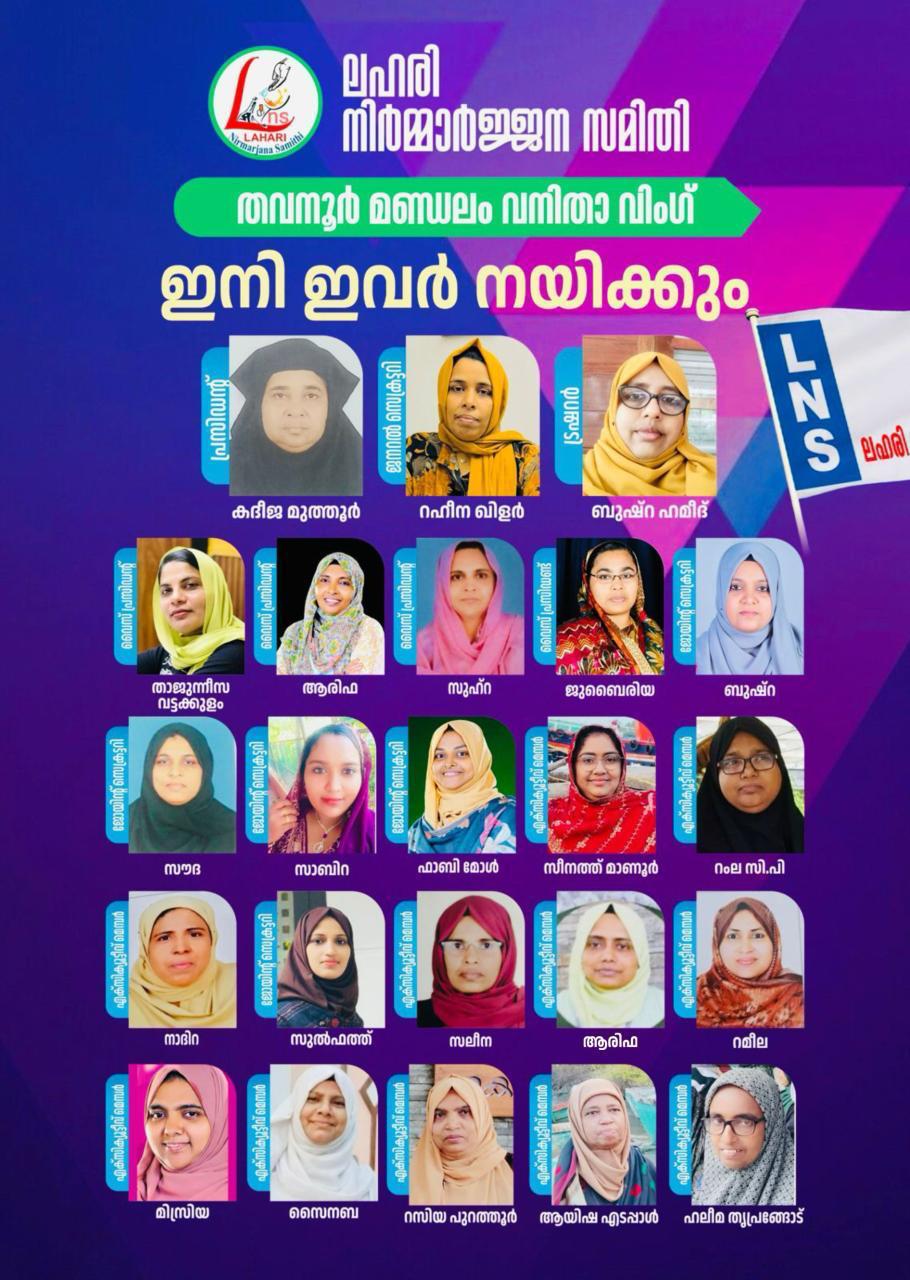 Lns
LAHARI
Nirmarjana Samithi
ലഹരി
നിർമ്മാർജ്ജന സമിതി
തവനൂർ മണ്ഡലം വനിതാ വിംഗ്
ഇനി ഇവർ നയിക്കും
LNS
ലഹരി
പ്രസിഡന്റ്
കദീജ മുത്തൂർ
ജനറൽ സെക്രട്ടറി
റഹീന ഖിളർ
ട്രഷറർ
ബുഷ്റ ഹമീദ്
വൈസ് പ്രസിഡന്റ്
താജുന്നീസ
വട്ടക്കുളം
വൈസ് പ്രസിഡന്റ്
ആരിഫ
വൈസ് പ്രസിഡന്റ്
സുഹ്റ
വൈസ് പ്രസിഡണ്ട്
ജുബൈരിയ
ജോയിന്റ് സെക്രട്ടറി
ബുഷ്റ
ജോയിന്റ് സെക്രട്ടറി
സൗദ
ജോയിന്റ് സെക്രട്ടറി
സാബിറ
ജോയിന്റ് സെക്രട്ടറി
ഫാബി മോൾ
എക്സിക്യൂട്ടീവ് മെമ്പർ
സീനത്ത് മാണൂർ
എക്സിക്യൂട്ടീവ് മെമ്പർ
റംല സി.പി
എക്സിക്യൂട്ടീവ് മെമ്പർ
നാദിറ
ജോയിന്റ് സെക്രട്ടറി
സുൽഫത്ത്
എക്സിക്യൂട്ടീവ് മെമ്പർ
സലീന
എക്സിക്യൂട്ടീവ് മെമ്പർ
ആരിഫ
എക്സിക്യൂട്ടീവ് മെമ്പർ
റമീല
എക്സിക്യൂട്ടീവ് മെമ്പർ
മിസ്രിയ
എക്സിക്യൂട്ടീവ് മെമ്പർ
സൈനബ
എക്സിക്യൂട്ടീവ് മെമ്പർ
റസിയ പുറത്തൂർ
എക്സിക്യൂട്ടീവ് മെമ്പർ
ആയിഷ എടപ്പാൾ
എക്സിക്യൂട്ടീവ് മെമ്പർ
ഹലീമ തൃപ്രങ്ങോട്